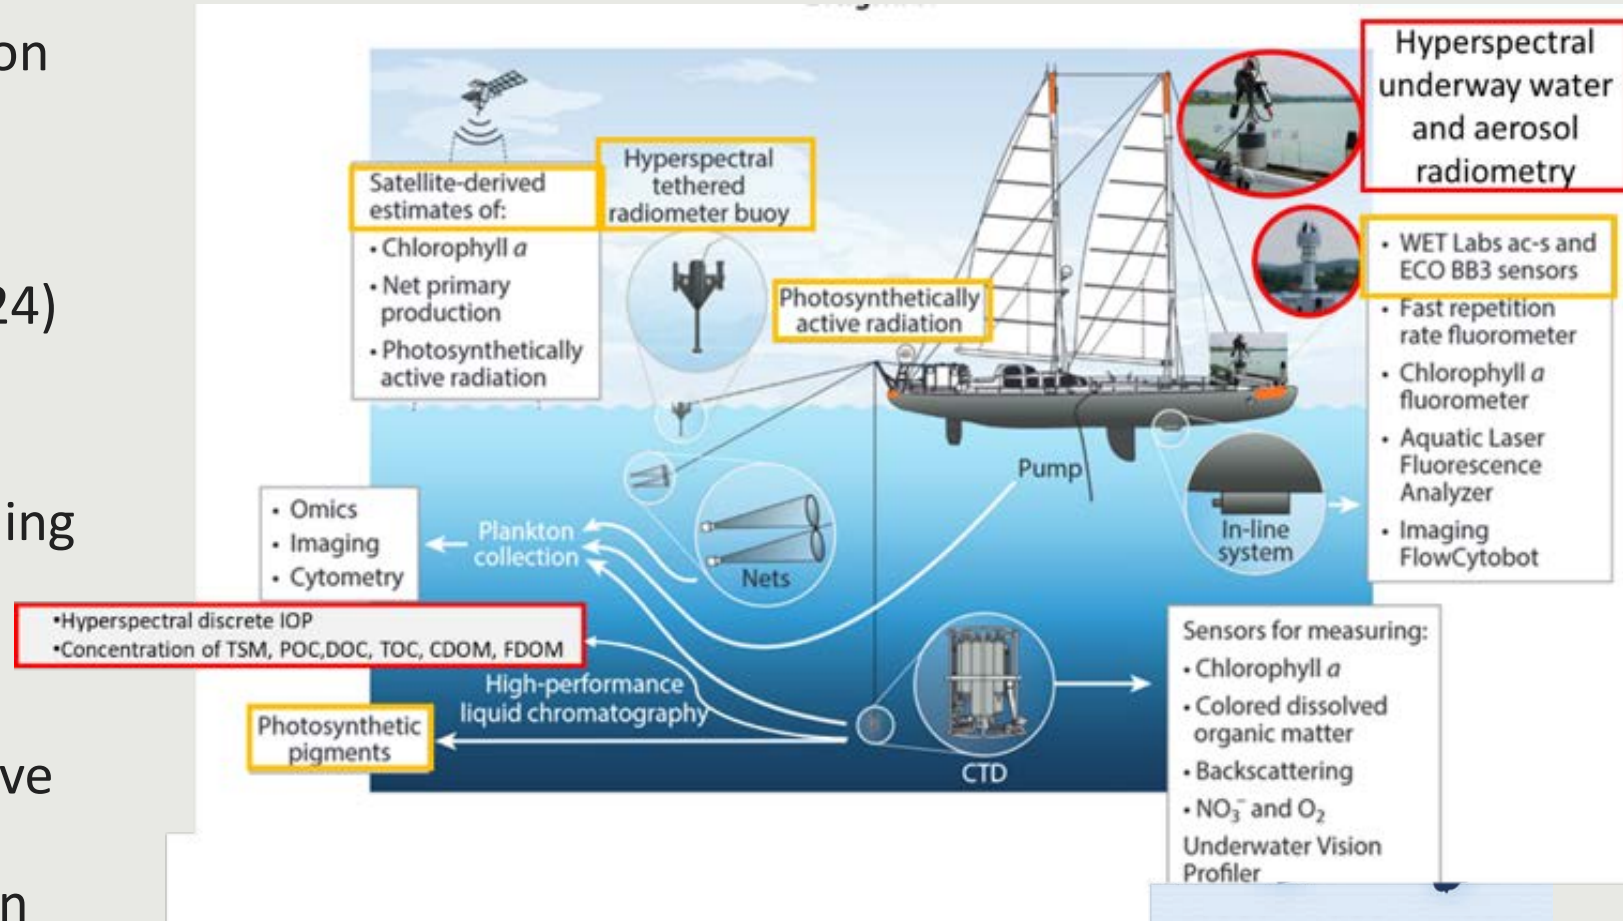 on
24)
ing
ve
n
Satellite-derived
estimates of:
• Chlorophyll a
• Net primary
production
• Photosynthetically
active radiation
Hyperspectral
tethered
radiometer buoy
Photosynthetically
active radiation
Hyperspectral
underway water
and aerosol
radiometry
• WET Labs ac-s and
ECO BB3 sensors
• Fast repetition
rate fluorometer
• Chlorophyll a
fluorometer
• Aquatic Laser
Fluorescence
Analyzer
• Imaging
FlowCytobot
Pump
In-line
system
• Omics
• Imaging
• Cytometry
Plankton
collection
Nets
•Hyperspectral discrete IOP
•Concentration of TSM, POC,DOC, TOC, CDOM, FDOM
High-performance
liquid chromatography
Photosynthetic
pigments
CTD
Sensors for measuring:
• Chlorophyll a
• Colored dissolved
organic matter
• Backscattering
• NO₃⁻ and O₂
Underwater Vision
Profiler